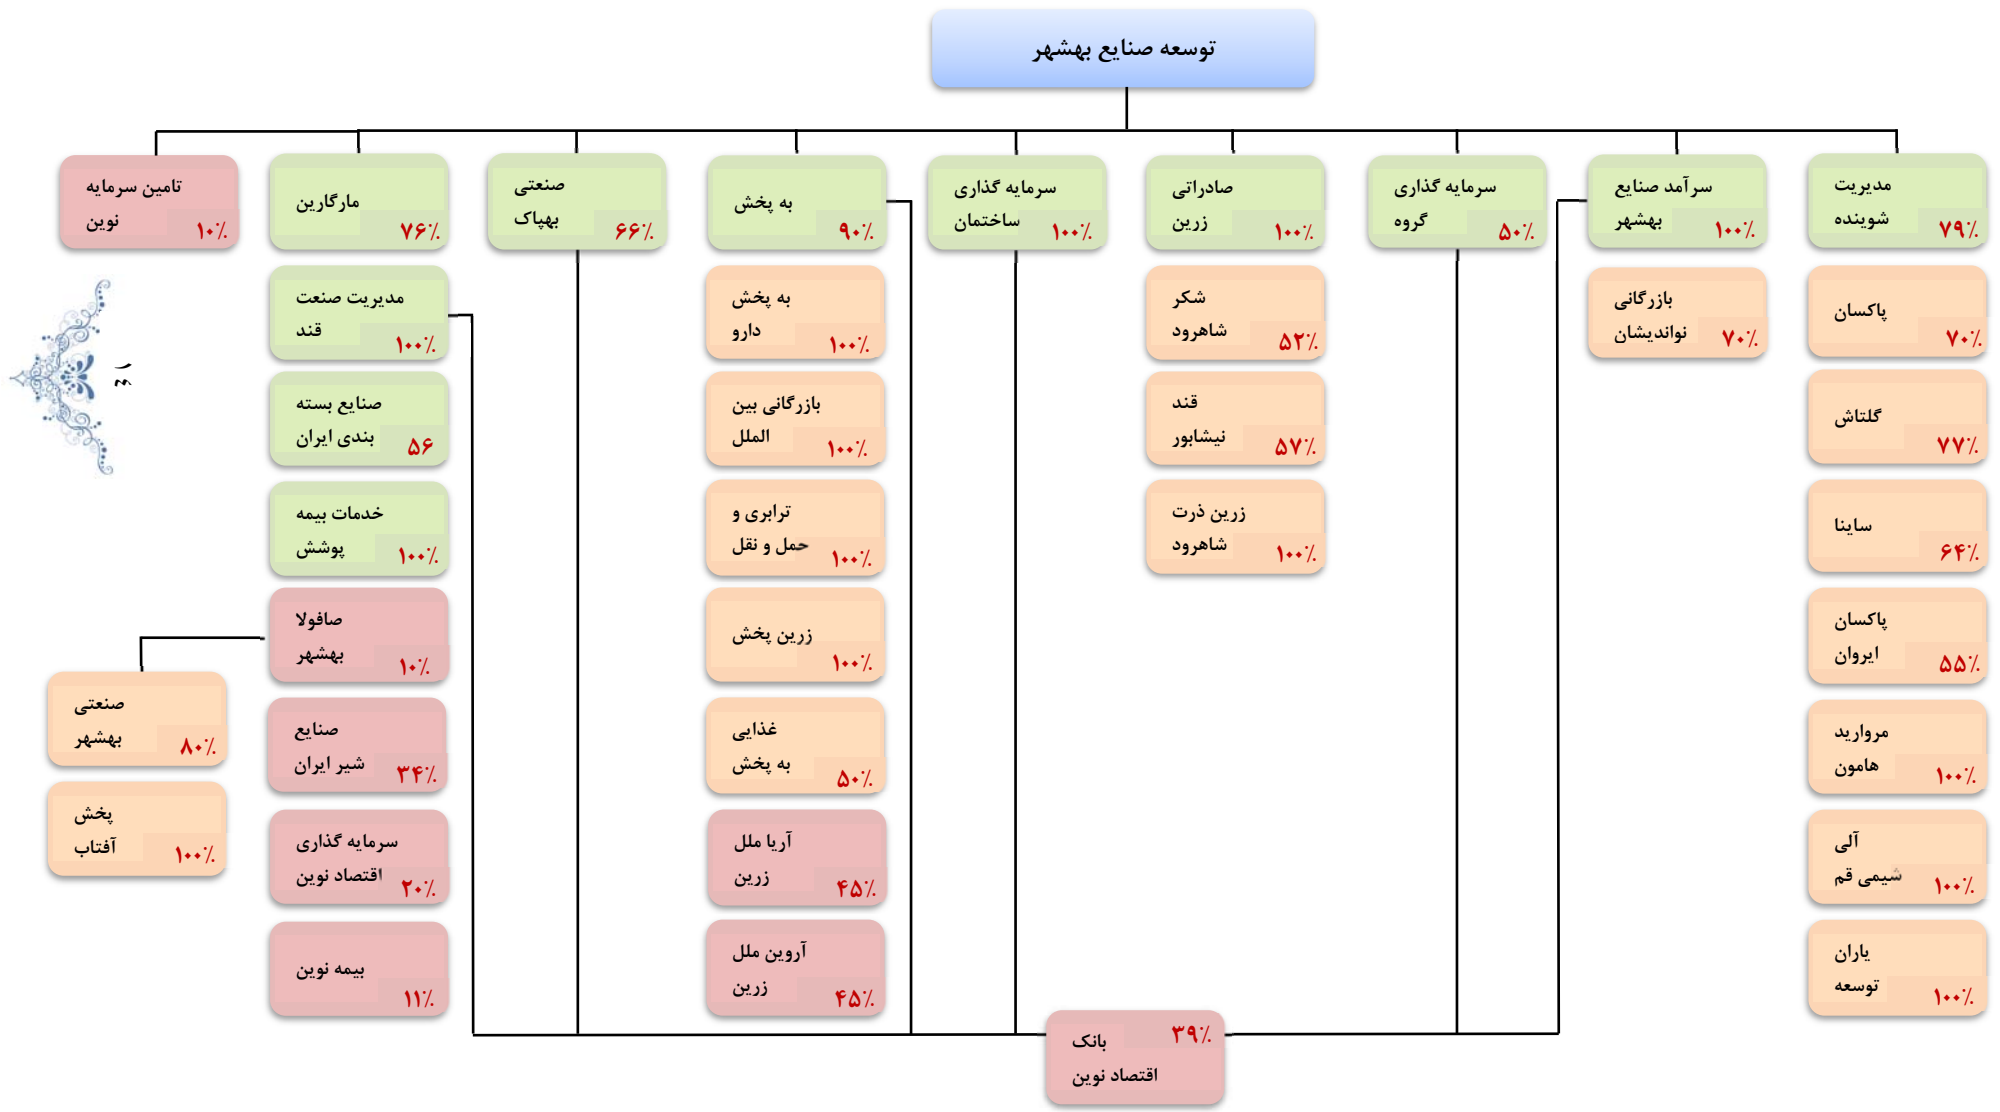 توسعه صنایع بهشهر
مدیریت
شوینده
۷۹٪
پاکسان
۷۰٪
گلتاش
۷۷٪
ساینا
۶۴٪
پاکسان
ایروان
۵۵٪
مروارید
هامون
۱۰۰٪
آلی
شیمی قم
۱۰۰٪
یاران
توسعه
۱۰۰٪
سرآمد صنایع
بهشهر
۱۰۰٪
بازرگانی
نواندیشان
۷۰٪
سرمایه گذاری
گروه
۵۰٪
صادراتی
زرین
۱۰۰٪
شکر
شاهرود
۵۲٪
قند
نیشابور
۵۷٪
زرین ذرت
شاهرود
۱۰۰٪
سرمایه گذاری
ساختمان
۱۰۰٪
به پخش
۹۰٪
به پخش
دارو
۱۰۰٪
بازرگانی بین
الملل
۱۰۰٪
ترابری و
حمل و نقل
۱۰۰٪
زرین پخش
۱۰۰٪
غذایی
به پخش
۵۰٪
آریا ملل
زرین
۴۵٪
آروین ملل
زرین
۴۵٪
صنعتی
بهپاک
۶۶٪
مارگارین
۷۶٪
مدیریت صنعت
قند
۱۰۰٪
صنایع بسته
بندی ایران
۵۶
خدمات بیمه
پوشش
۱۰۰٪
صافولا
بهشهر
۱۰٪
صنایع
شیر ایران
۳۴٪
سرمایه گذاری
اقتصاد نوین
۲۰٪
بیمه نوین
۱۱٪
تامین سرمایه
نوین
۱۰٪
صنعتی
بهشهر
۸۰٪
پخش
آفتاب
۱۰۰٪
بانک
اقتصاد نوین
۳۹٪
١٤